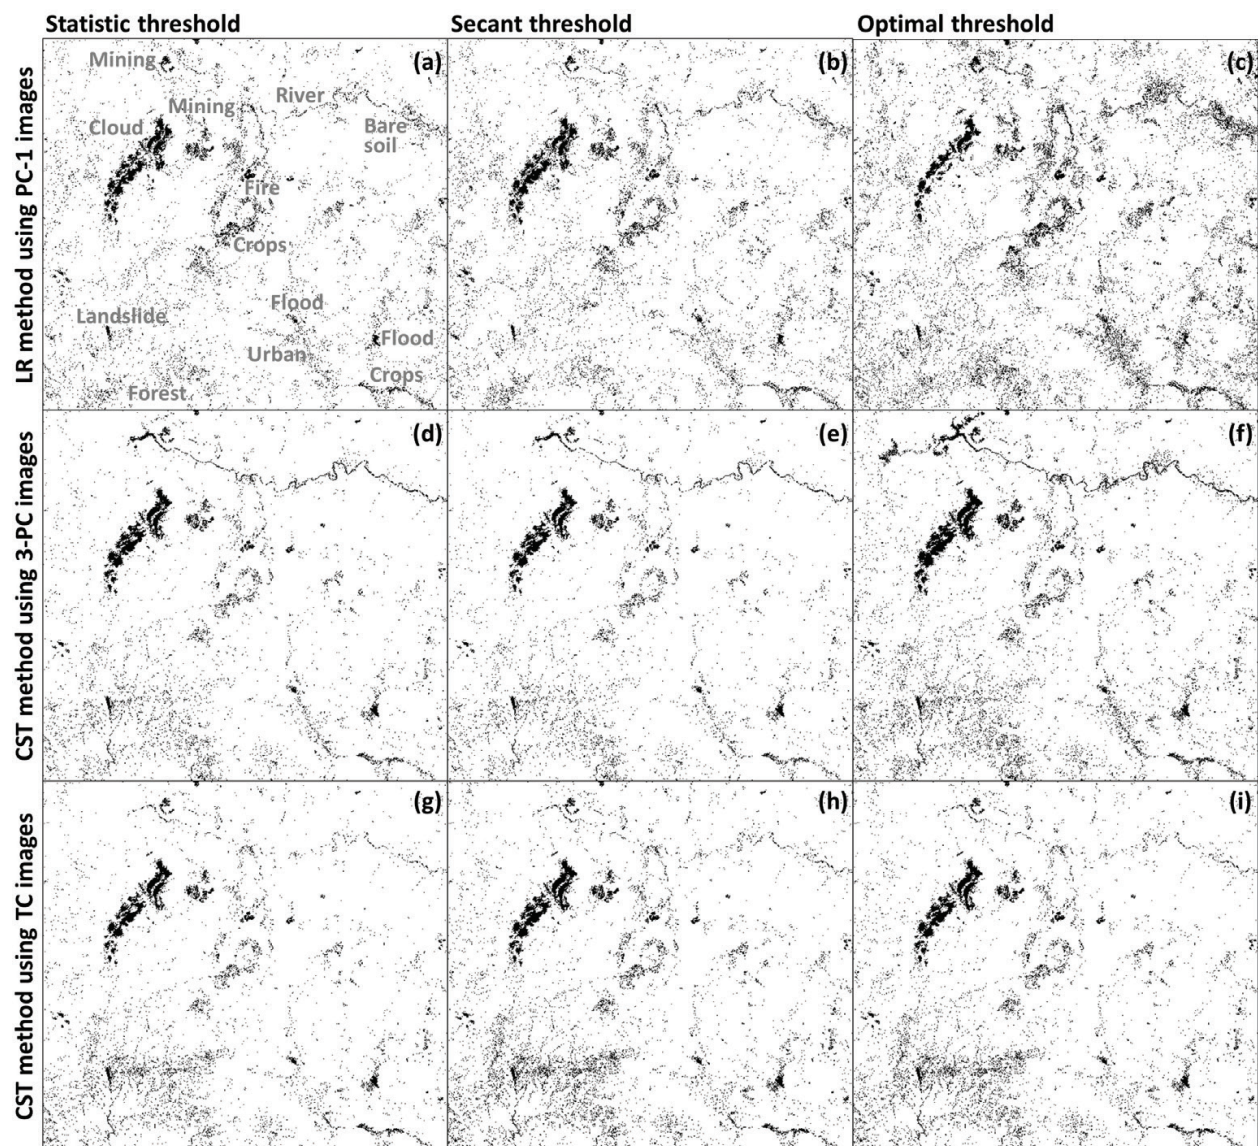 Statistic threshold
Secant threshold
Optimal threshold
LR method using PC-1 images
(a)
Mining
Mining
River
Cloud
Bare
soil
Fire
Crops
Flood
Landslide
Flood
Urban
Crops
Forest
(b)
(c)
CST method using 3-PC images
(d)
(e)
(f)
CST method using TC images
(g)
(h)
(i)